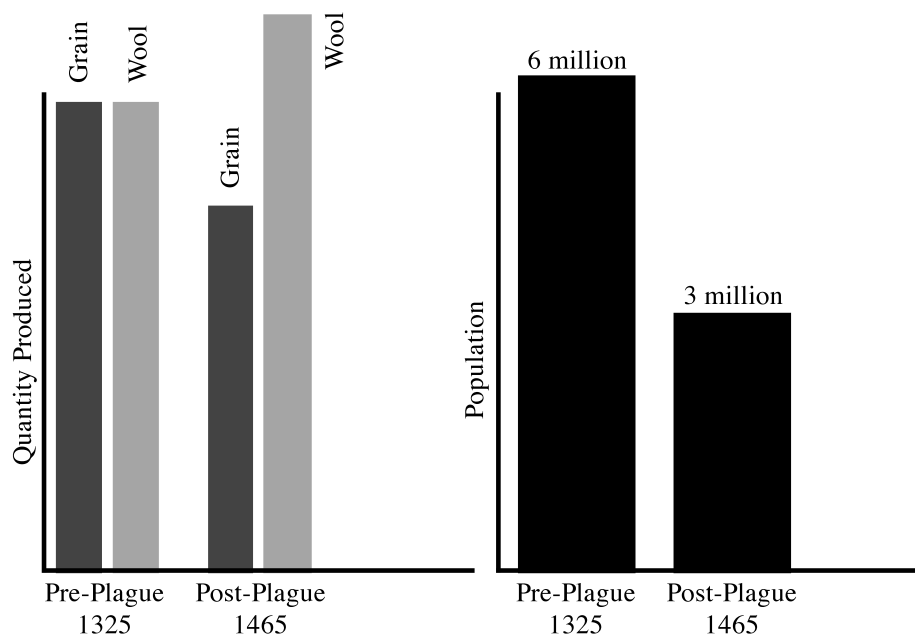 Quantity Produced
Grain
Wool
Grain
Wool
Pre-Plague
1325
Post-Plague
1465
Population
6 million
3 million
Pre-Plague
1325
Post-Plague
1465